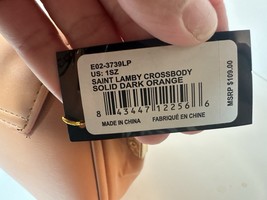 E02-3739LP
US: 1SZ
SAINT LAMBY CROSSBODY
SOLID DARK ORANGE
8 43447 12256 6
MADE IN CHINA FABRIQUÉ EN CHINE
MSRP $109.00